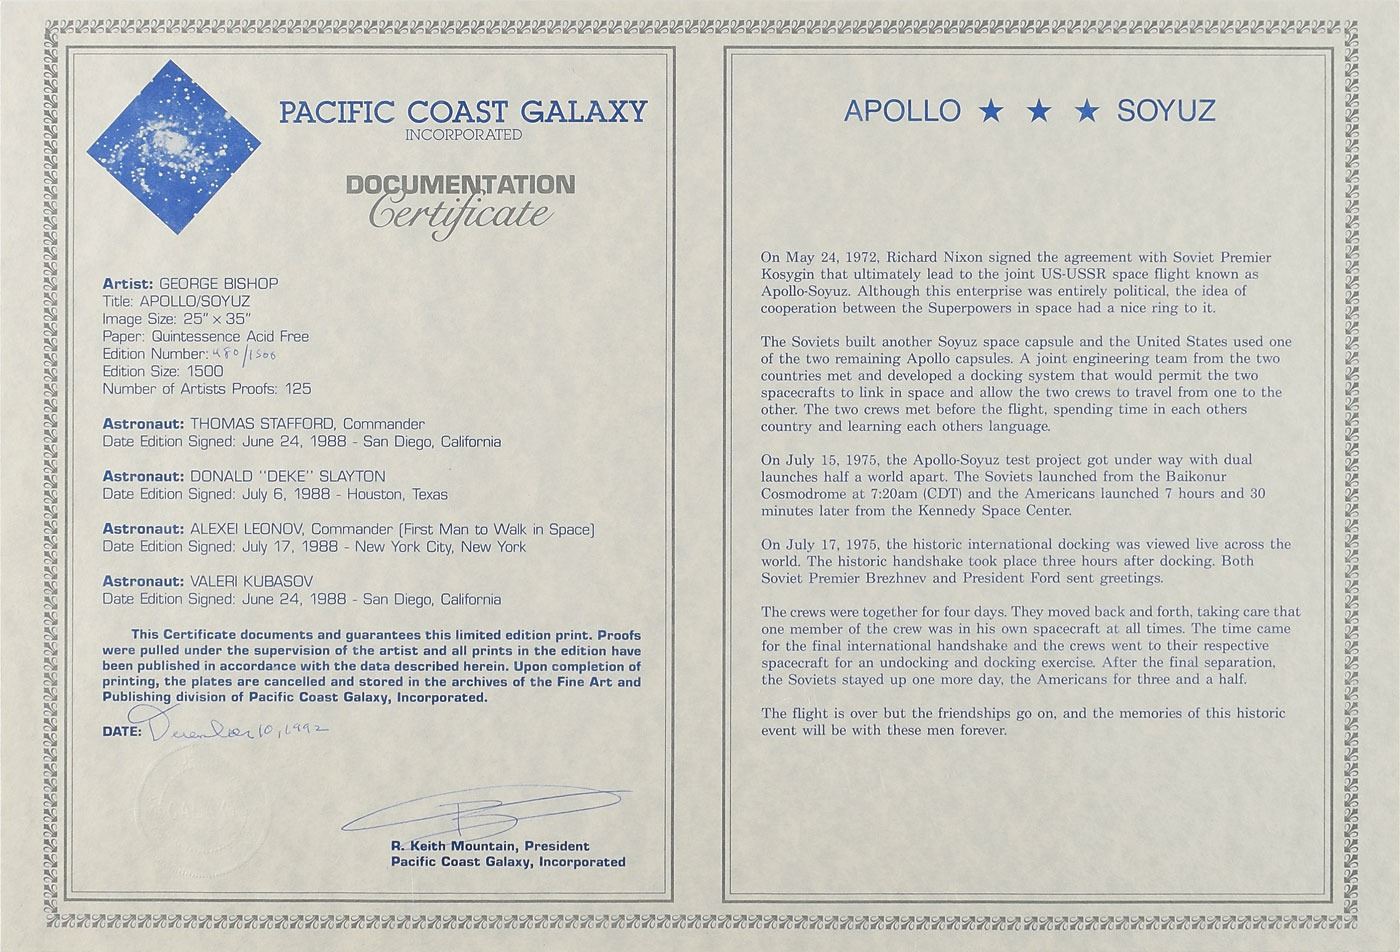 PACIFIC COAST GALAXY
INCORPORATED
DOCUMENTATION
Certificate
Artist: GEORGE BISHOP
Title: APOLLO/SOYUZ
Image Size: 25" × 35"
Paper: Quintessence Acid Free
Edition Number: 480/1500
Edition Size: 1500
Number of Artists Proofs: 125
Astronaut: THOMAS STAFFORD, Commander
Date Edition Signed: June 24, 1988 - San Diego, California
Astronaut: DONALD "DEKE" SLAYTON
Date Edition Signed: July 6, 1988 - Houston, Texas
Astronaut: ALEXEI LEONOV, Commander (First Man to Walk in Space)
Date Edition Signed: July 17, 1988 - New York City, New York
Astronaut: VALERI KUBASOV
Date Edition Signed: June 24, 1988 - San Diego, California
This Certificate documents and guarantees this limited edition print. Proofs
were pulled under the supervision of the artist and all prints in the edition have
been published in accordance with the data described herein. Upon completion of
printing, the plates are cancelled and stored in the archives of the Fine Art and
Publishing division of Pacific Coast Galaxy, Incorporated.
DATE: December 10, 1992
R. Keith Mountain, President
Pacific Coast Galaxy, Incorporated
APOLLO ★ ★ ★ SOYUZ
On May 24, 1972, Richard Nixon signed the agreement with Soviet Premier
Kosygin that ultimately lead to the joint US-USSR space flight known as
Apollo-Soyuz. Although this enterprise was entirely political, the idea of
cooperation between the Superpowers in space had a nice ring to it.
The Soviets built another Soyuz space capsule and the United States used one
of the two remaining Apollo capsules. A joint engineering team from the two
countries met and developed a docking system that would permit the two
spacecrafts to link in space and allow the two crews to travel from one to the
other. The two crews met before the flight, spending time in each others
country and learning each others language.
On July 15, 1975, the Apollo-Soyuz test project got under way with dual
launches half a world apart. The Soviets launched from the Baikonur
Cosmodrome at 7:20am (CDT) and the Americans launched 7 hours and 30
minutes later from the Kennedy Space Center.
On July 17, 1975, the historic international docking was viewed live across the
world. The historic handshake took place three hours after docking. Both
Soviet Premier Brezhnev and President Ford sent greetings.
The crews were together for four days. They moved back and forth, taking care that
one member of the crew was in his own spacecraft at all times. The time came
for the final international handshake and the crews went to their respective
spacecraft for an undocking and docking exercise. After the final separation,
the Soviets stayed up one more day, the Americans for three and a half.
The flight is over but the friendships go on, and the memories of this historic
event will be with these men forever.